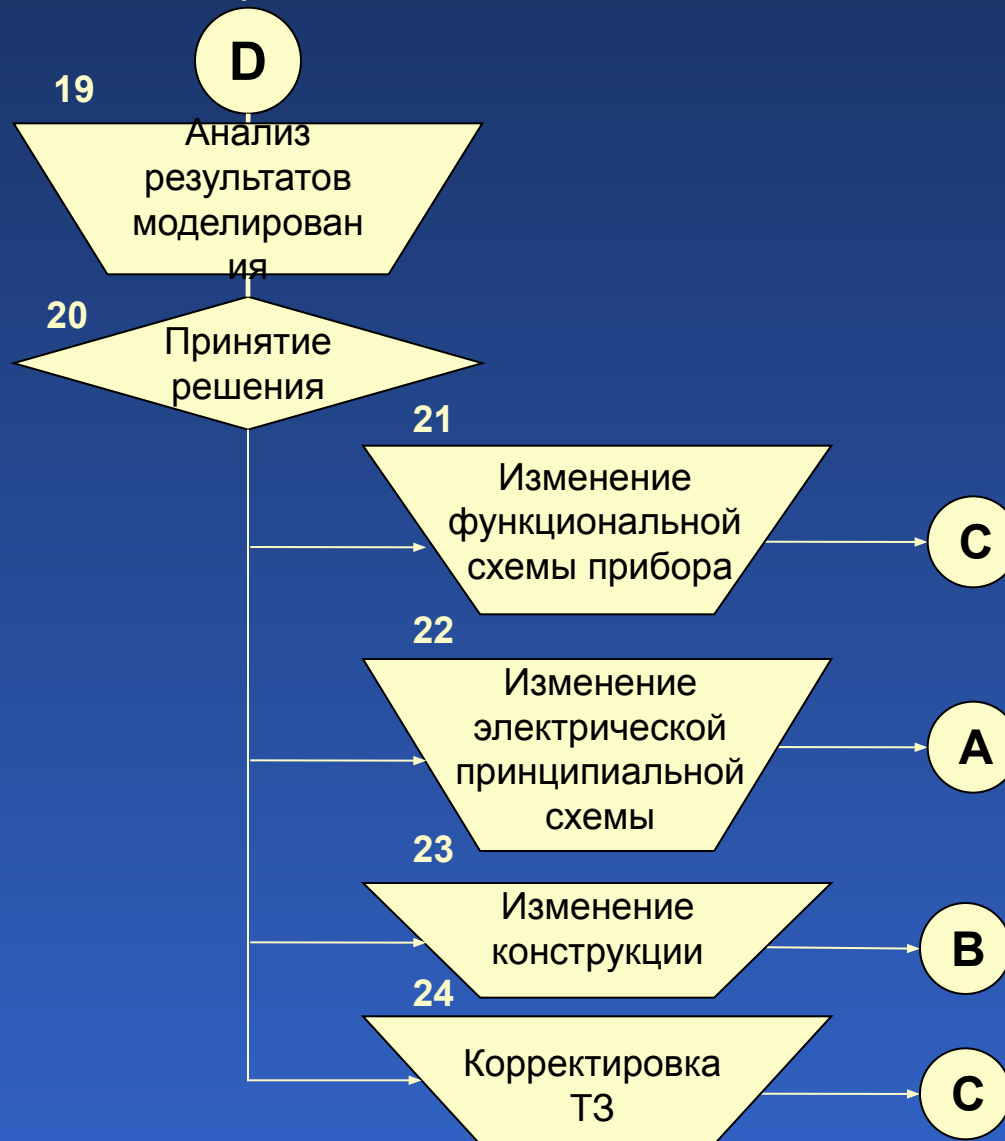 D
19
Анализ
результатов
моделирован
ия
20
Принятие
решения
21
Изменение
функциональной
схемы прибора
C
22
Изменение
электрической
принципиальной
схемы
A
23
Изменение
конструкции
B
24
Корректировка
ТЗ
C